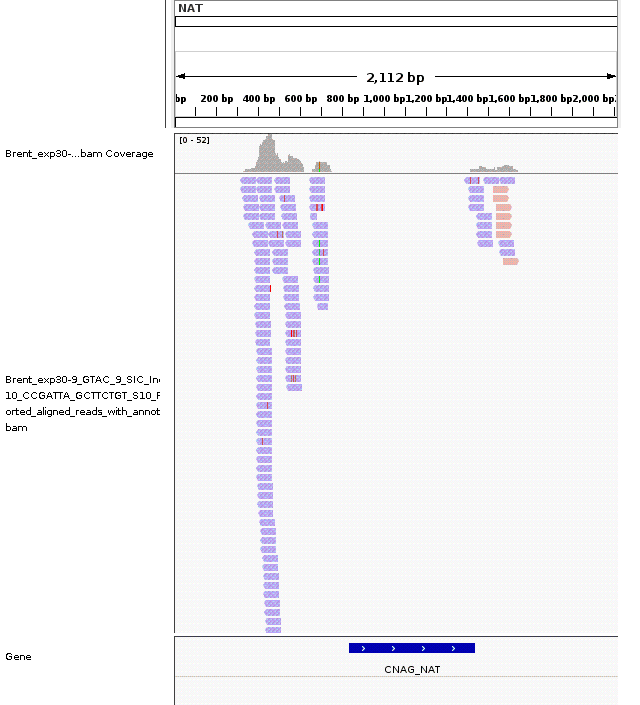 NAT
2,112 bp
bp 200 bp 400 bp 600 bp 800 bp 1,000 bp 1,200 bp 1,400 bp 1,600 bp 1,800 bp 2,000 bp
[0 - 52]
Brent_exp30-...bam Coverage
Brent_exp30-9_GTAC_9_SIC_In
10_CCGATTA_GCTTCTGT_S10_
orted_aligned_reads_with_annot
bam
Gene
CNAG_NAT